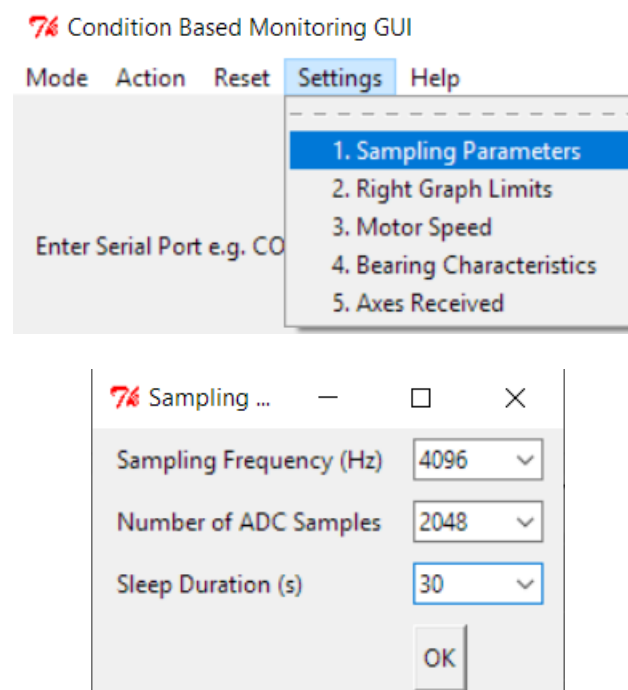 Condition Based Monitoring GUI
Mode Action Reset Settings Help
1. Sampling Parameters
2. Right Graph Limits
3. Motor Speed
Enter Serial Port e.g. CO
4. Bearing Characteristics
5. Axes Received
Sampling ...
Sampling Frequency (Hz) 4096
Number of ADC Samples 2048
Sleep Duration (s) 30
OK